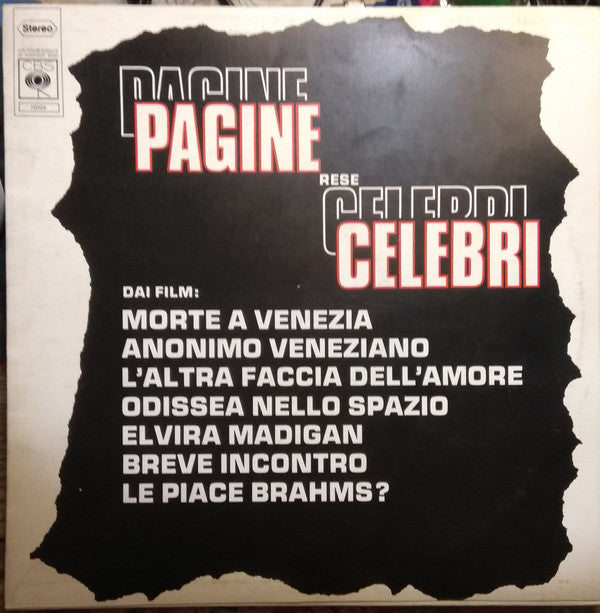 Stereo
CBS
PAGINE
PAGINE
RESE
CELEBRI
CELEBRI
DAI FILM:
MORTE A VENEZIA
ANONIMO VENEZIANO
L'ALTRA FACCIA DELL'AMORE
ODISSEA NELLO SPAZIO
ELVIRA MADIGAN
BREVE INCONTRO
LE PIACE BRAHMS?